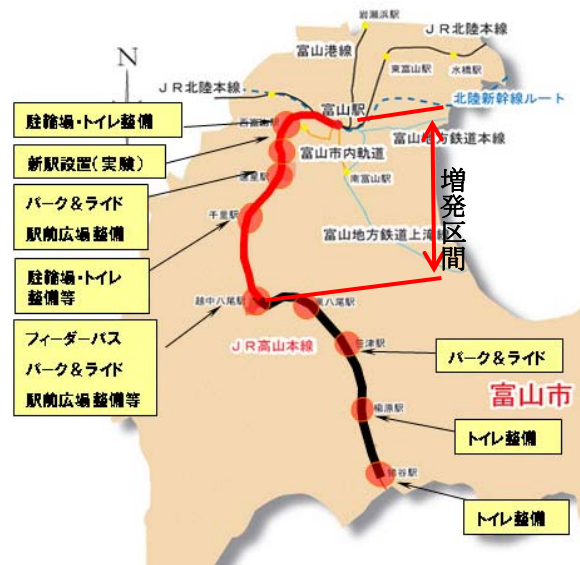 岩瀬浜駅
JR北陸本線
富山港線
N
東富山駅
水橋駅
JR北陸本線
富山駅
北陸新幹線ルート
駐輪場・トイレ整備
西富山駅
富山地方鉄道本線
新駅設置(実験)
富山市内軌道
速星駅
南富山駅
パーク&ライド
駅前広場整備
増発区間
千里駅
富山地方鉄道上滝線
駐輪場・トイレ
整備等
越中八尾駅
東八尾駅
フィーダーバス
パーク&ライド
駅前広場整備等
JR高山本線
笹津駅
パーク&ライド
富山市
楡原駅
トイレ整備
猪谷駅
トイレ整備